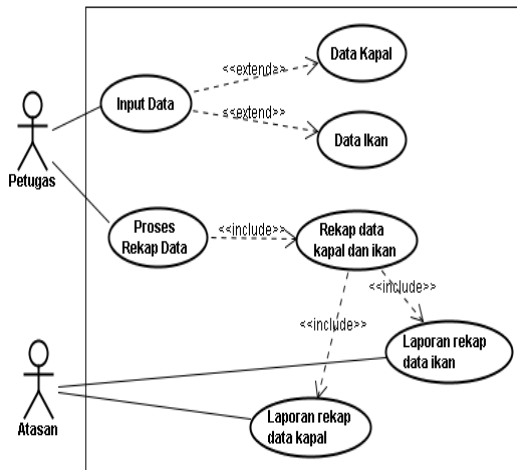 Data Kapal
<<extend>>
Input Data
<<extend>>
Data Ikan
Petugas
Proses
Rekap Data
<<include>>
Rekap data
kapal dan ikan
<<include>>
<<include>>
Laporan rekap
data ikan
Atasan
Laporan rekap
data kapal